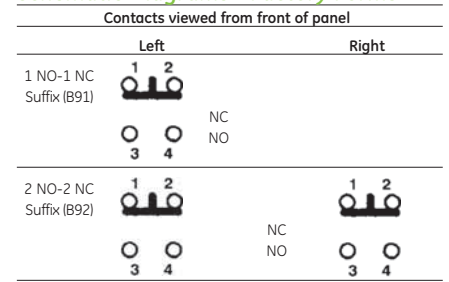 Contacts viewed from front of panel
Left Right
1 NO-1 NC
Suffix (B91)
1 2
NC
NO
3 4
2 NO-2 NC
Suffix (B92)
1 2 1 2
NC
NO
3 4 3 4